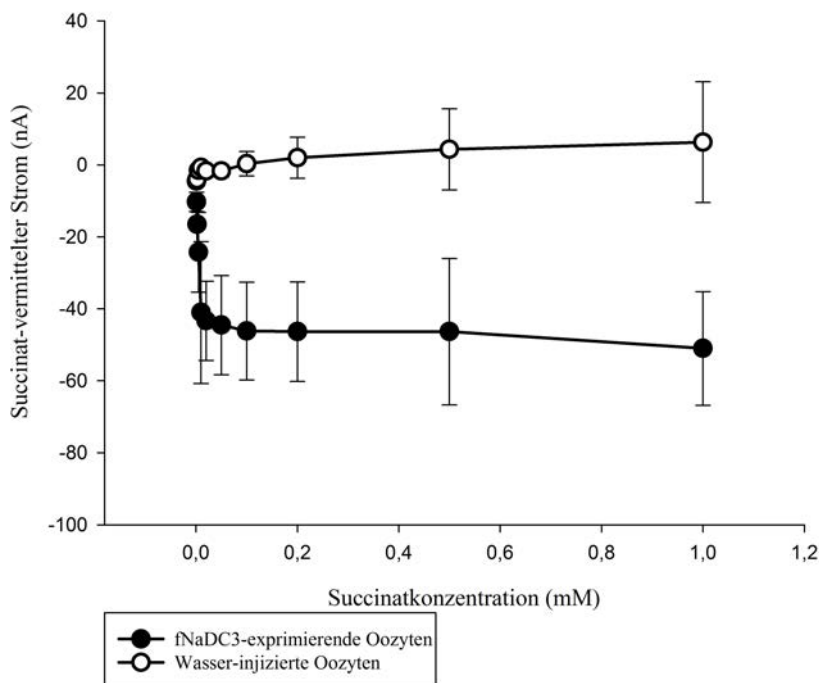 40
20
0
-20
-40
-60
-80
-100
Succinat-vermittelter Strom (nA)
0,0 0,2 0,4 0,6 0,8 1,0 1,2
Succinatkonzentration (mM)
fNaDC3-exprimierende Oozyten
Wasser-injizierte Oozyten